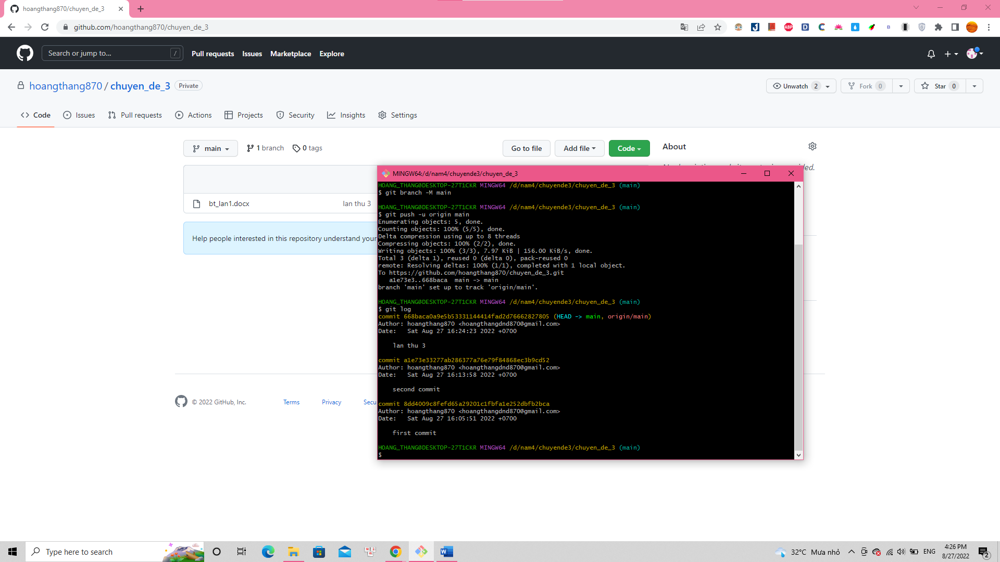 hoangthang870/chuyen_de_3
github.com/hoangthang870/chuyen_de_3
Search or jump to... /
Pull requests Issues Marketplace Explore
hoangthang870 / chuyen_de_3 Private
Unwatch 2 Fork 0 Star 0
Code Issues Pull requests Actions Projects Security Insights Settings
main 1 branch 0 tags Go to file Add file Code About
bt_lan1.docx lan thu 3
Help people interested in this repository understand your
© 2022 GitHub, Inc. Terms Privacy Secu
MINGW64:/d/nam4/chuyende3/chuyen_de_3
HOANG_THANG@DESKTOP-27T1CKR MINGW64 /d/nam4/chuyende3/chuyen_de_3 (main)
$ git branch -M main
HOANG_THANG@DESKTOP-27T1CKR MINGW64 /d/nam4/chuyende3/chuyen_de_3 (main)
$ git push -u origin main
Enumerating objects: 5, done.
Counting objects: 100% (5/5), done.
Delta compression using up to 8 threads
Compressing objects: 100% (2/2), done.
Writing objects: 100% (3/3), 7.97 KiB | 156.00 KiB/s, done.
Total 3 (delta 1), reused 0 (delta 0), pack-reused 0
remote: Resolving deltas: 100% (1/1), completed with 1 local object.
To https://github.com/hoangthang870/chuyen_de_3.git
a1e73e3..668baca main -> main
branch 'main' set up to track 'origin/main'.
HOANG_THANG@DESKTOP-27T1CKR MINGW64 /d/nam4/chuyende3/chuyen_de_3 (main)
$ git log
commit 668baca0a9e5b53331144414fad2d76662827805 (HEAD -> main, origin/main)
Author: hoangthang870 <hoangthangdnd870@gmail.com>
Date: Sat Aug 27 16:24:23 2022 +0700
lan thu 3
commit a1e73e33277ab286377a76e79f84868ec3b9cd52
Author: hoangthang870 <hoangthangdnd870@gmail.com>
Date: Sat Aug 27 16:13:58 2022 +0700
second commit
commit 8dd4009c8fefd65a29201c1fbfa1e252dbfb2bca
Author: hoangthang870 <hoangthangdnd870@gmail.com>
Date: Sat Aug 27 16:05:51 2022 +0700
first commit
HOANG_THANG@DESKTOP-27T1CKR MINGW64 /d/nam4/chuyende3/chuyen_de_3 (main)
$
Type here to search
32°C Mưa nhỏ ENG 4:26 PM
8/27/2022 2